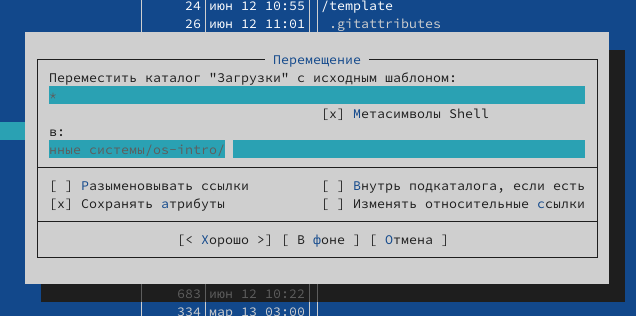 24 июн 12 10:55 /template
26 июн 12 11:01 .gitattributes
Перемещение
Переместить каталог "Загрузки" с исходным шаблоном:
*
[x] Метасимволы Shell
в:
нные системы/os-intro/
[ ] Разыменовывать ссылки [ ] Внутрь подкаталога, если есть
[x] Сохранять атрибуты [ ] Изменять относительные ссылки
[< Хорошо >] [ В фоне ] [ Отмена ]
683 июн 12 10:22
334 мар 13 03:00